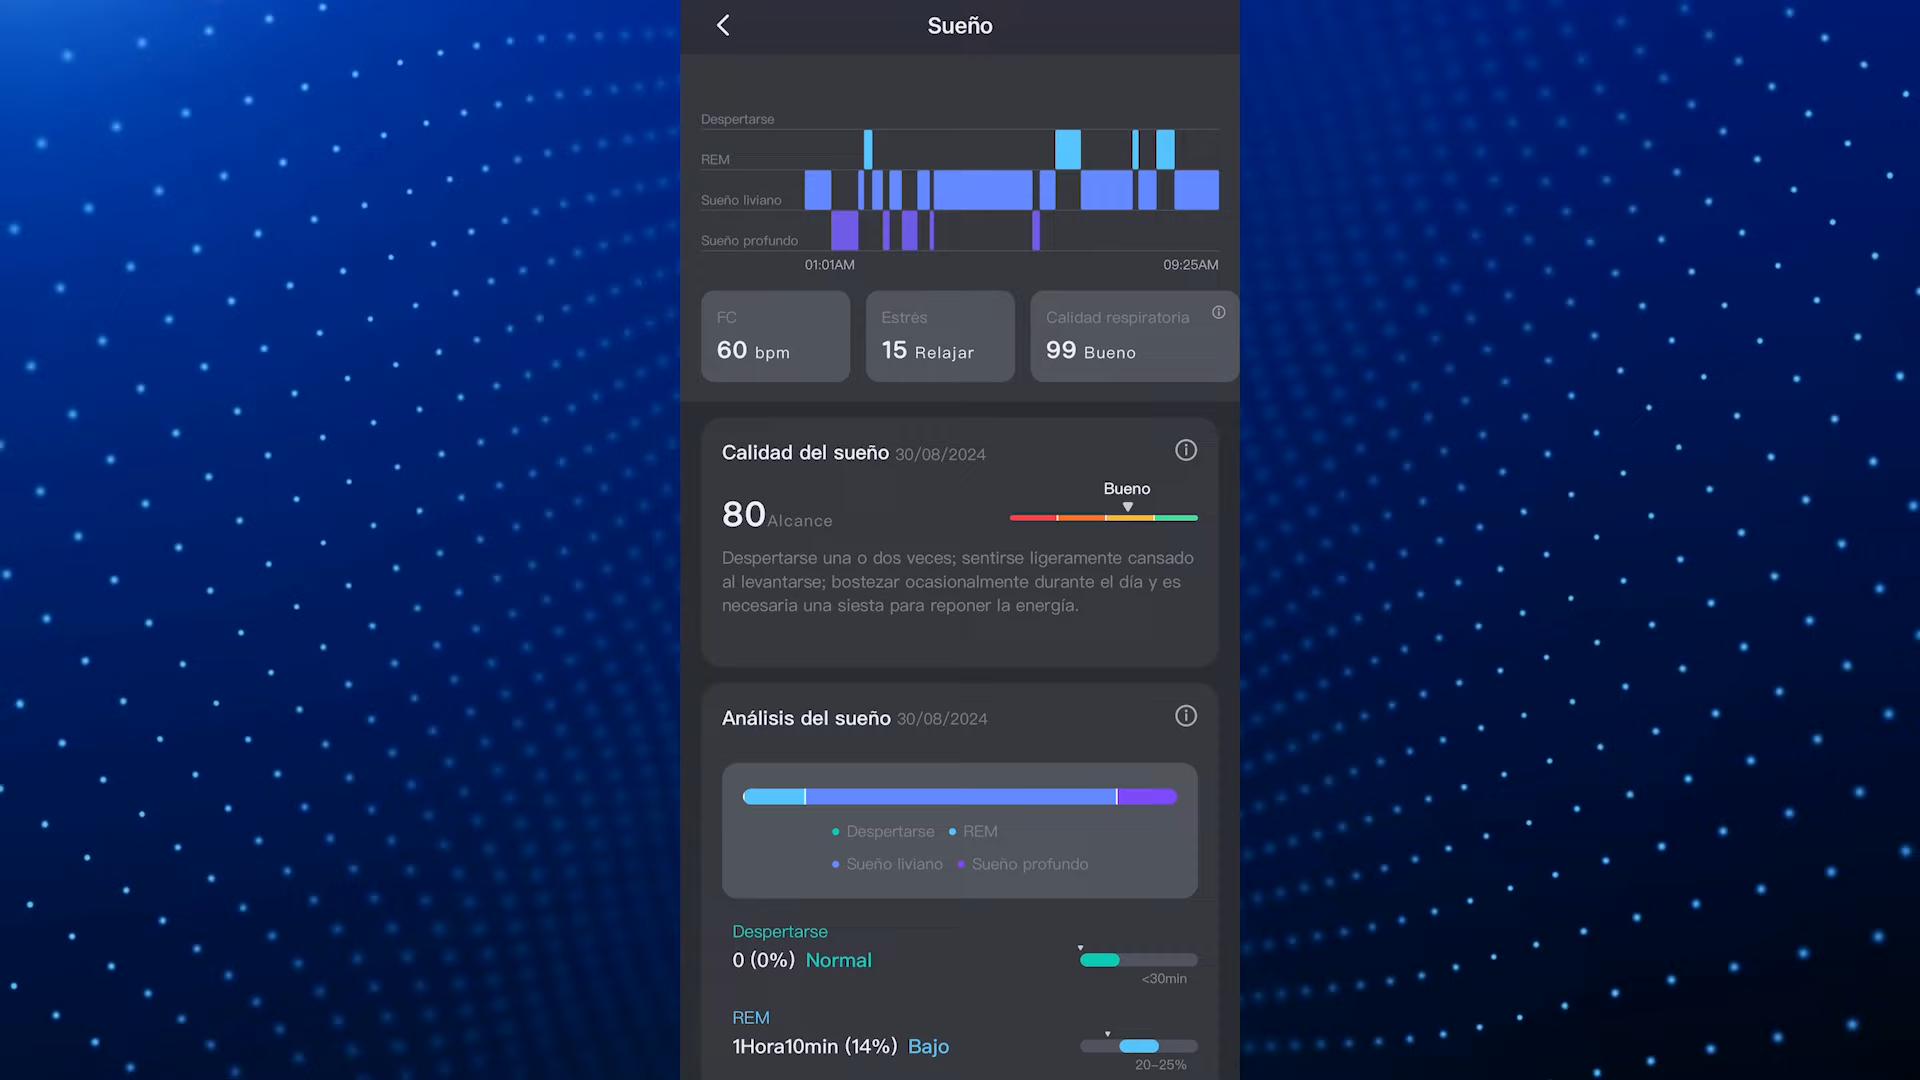 Sueño
Despertarse
REM
Sueño liviano
Sueño profundo
01:01AM 09:25AM
FC
60 bpm
Estrés
15 Relajar
Calidad respiratoria
99 Bueno
Calidad del sueño 30/08/2024
Bueno
80 Alcance
Despertarse una o dos veces; sentirse ligeramente cansado
al levantarse; bostezar ocasionalmente durante el día y es
necesaria una siesta para reponer la energía.
Análisis del sueño 30/08/2024
Despertarse REM
Sueño liviano Sueño profundo
Despertarse
0 (0%) Normal
<30min
REM
1Hora10min (14%) Bajo
20-25%